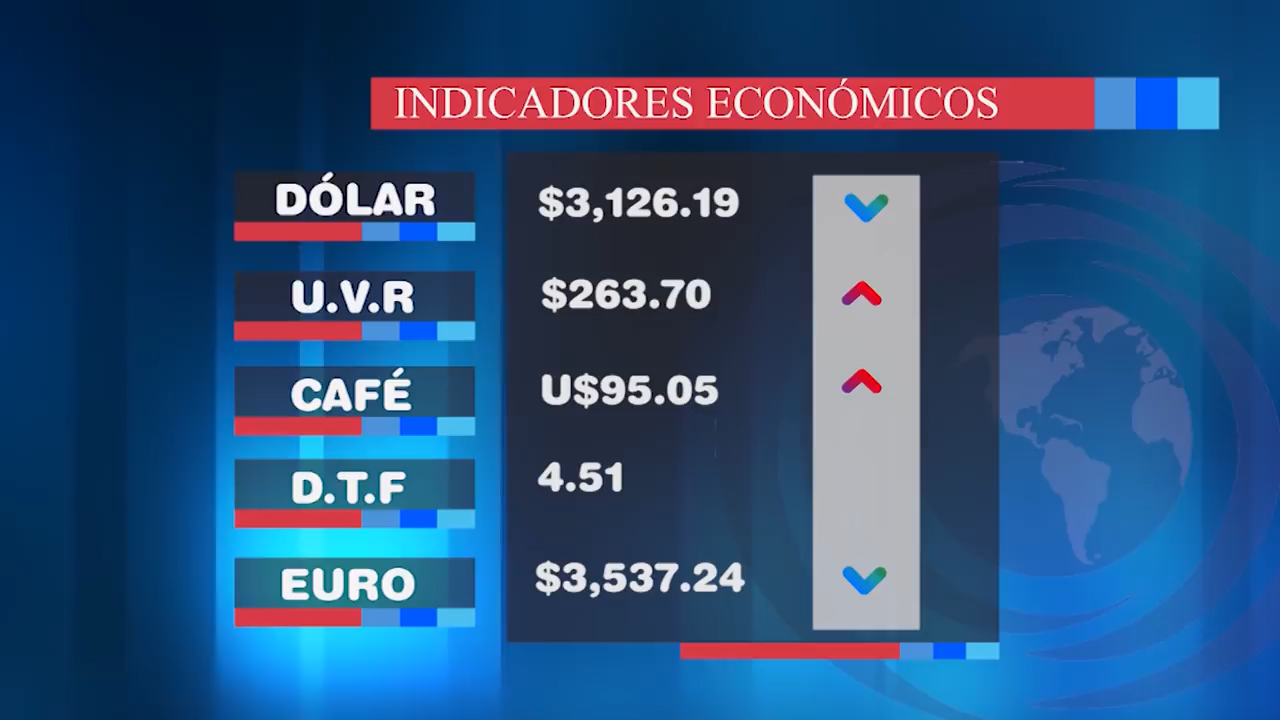 INDICADORES ECONÓMICOS
DÓLAR $3,126.19
U.V.R $263.70
CAFÉ U$95.05
D.T.F 4.51
EURO $3,537.24